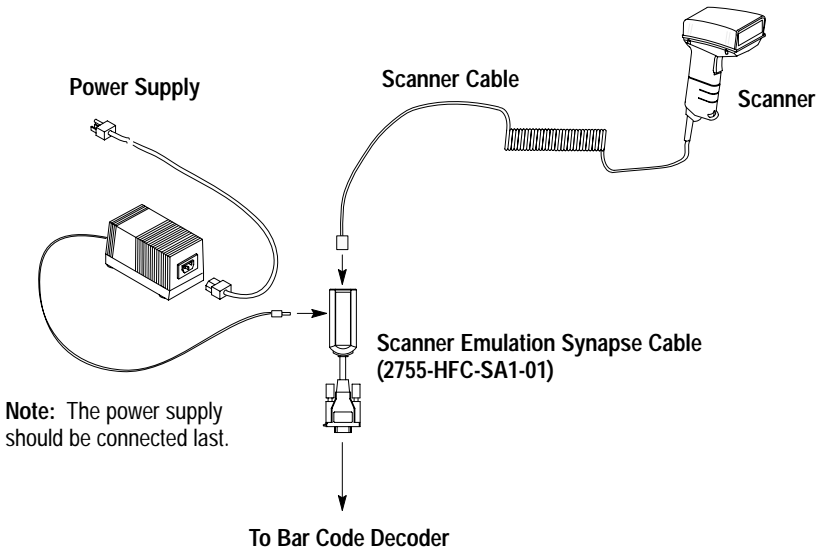 Power Supply
Scanner Cable
Scanner
Scanner Emulation Synapse Cable
(2755-HFC-SA1-01)
Note: The power supply
should be connected last.
To Bar Code Decoder